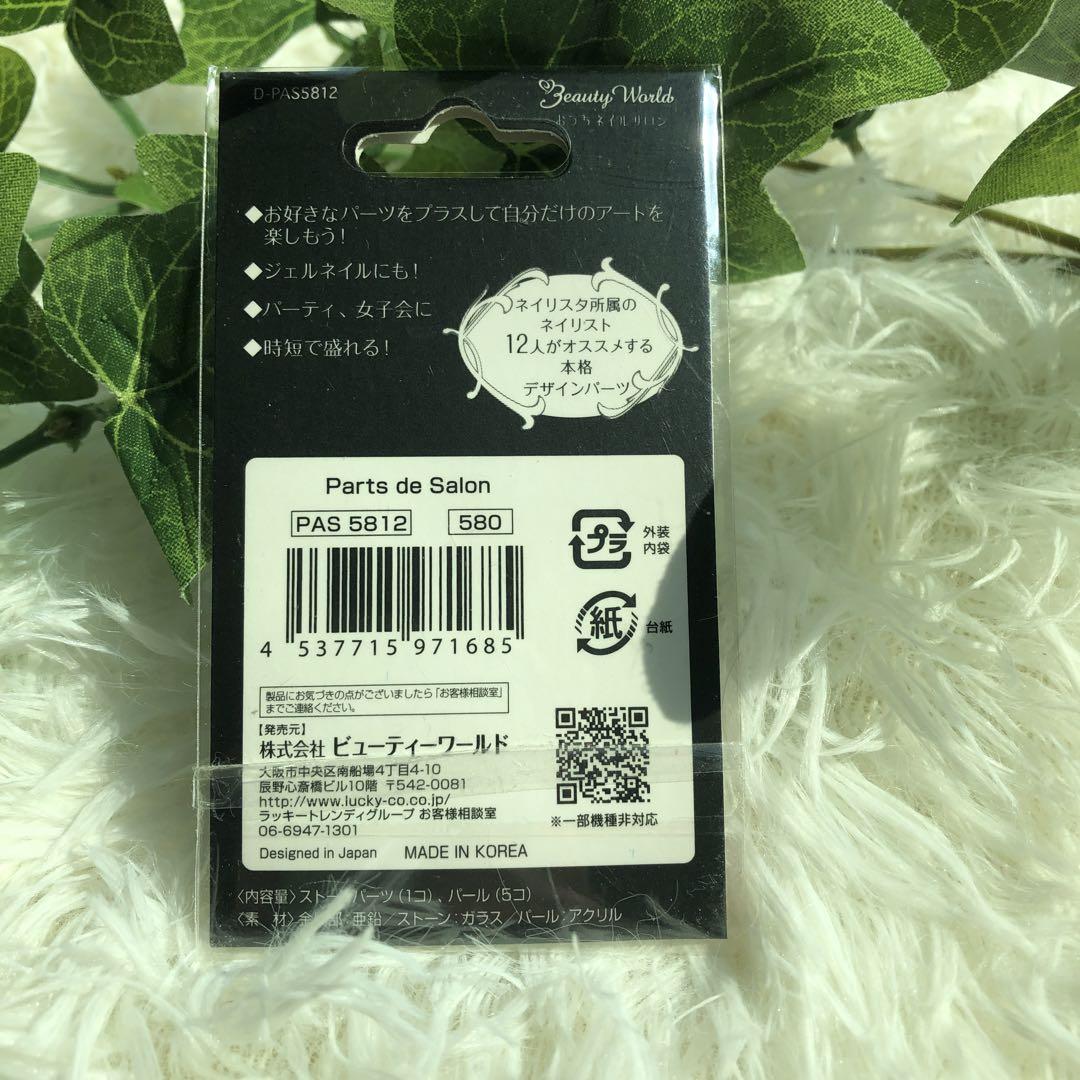 D-PAS5812
Beauty World
おうちネイルサロン
◆お好きなパーツをプラスして自分だけのアートを
楽しもう!
◆ジェルネイルにも!
◆パーティ、女子会に
◆時短で盛れる!
ネイリスタ所属の
ネイリスト
12人がオススメする
本格
デザインパーツ
Parts de Salon
PAS 5812 580
プラ 外装
内袋
紙 台紙
4 537715 971685
製品にお気づきの点がございましたら「お客様相談室」
までご連絡ください。
【発売元】
株式会社 ビューティーワールド
大阪市中央区南船場4丁目4-10
辰野心斎橋ビル10階 〒542-0081
http://www.lucky-co.co.jp/
ラッキートレンディグループ お客様相談室
06-6947-1301
※一部機種非対応
Designed in Japan MADE IN KOREA
〈内容量〉ストーンパーツ(1コ)、パール(5コ)
〈素 材〉金属部:亜鉛/ストーン:ガラス/パール:アクリル